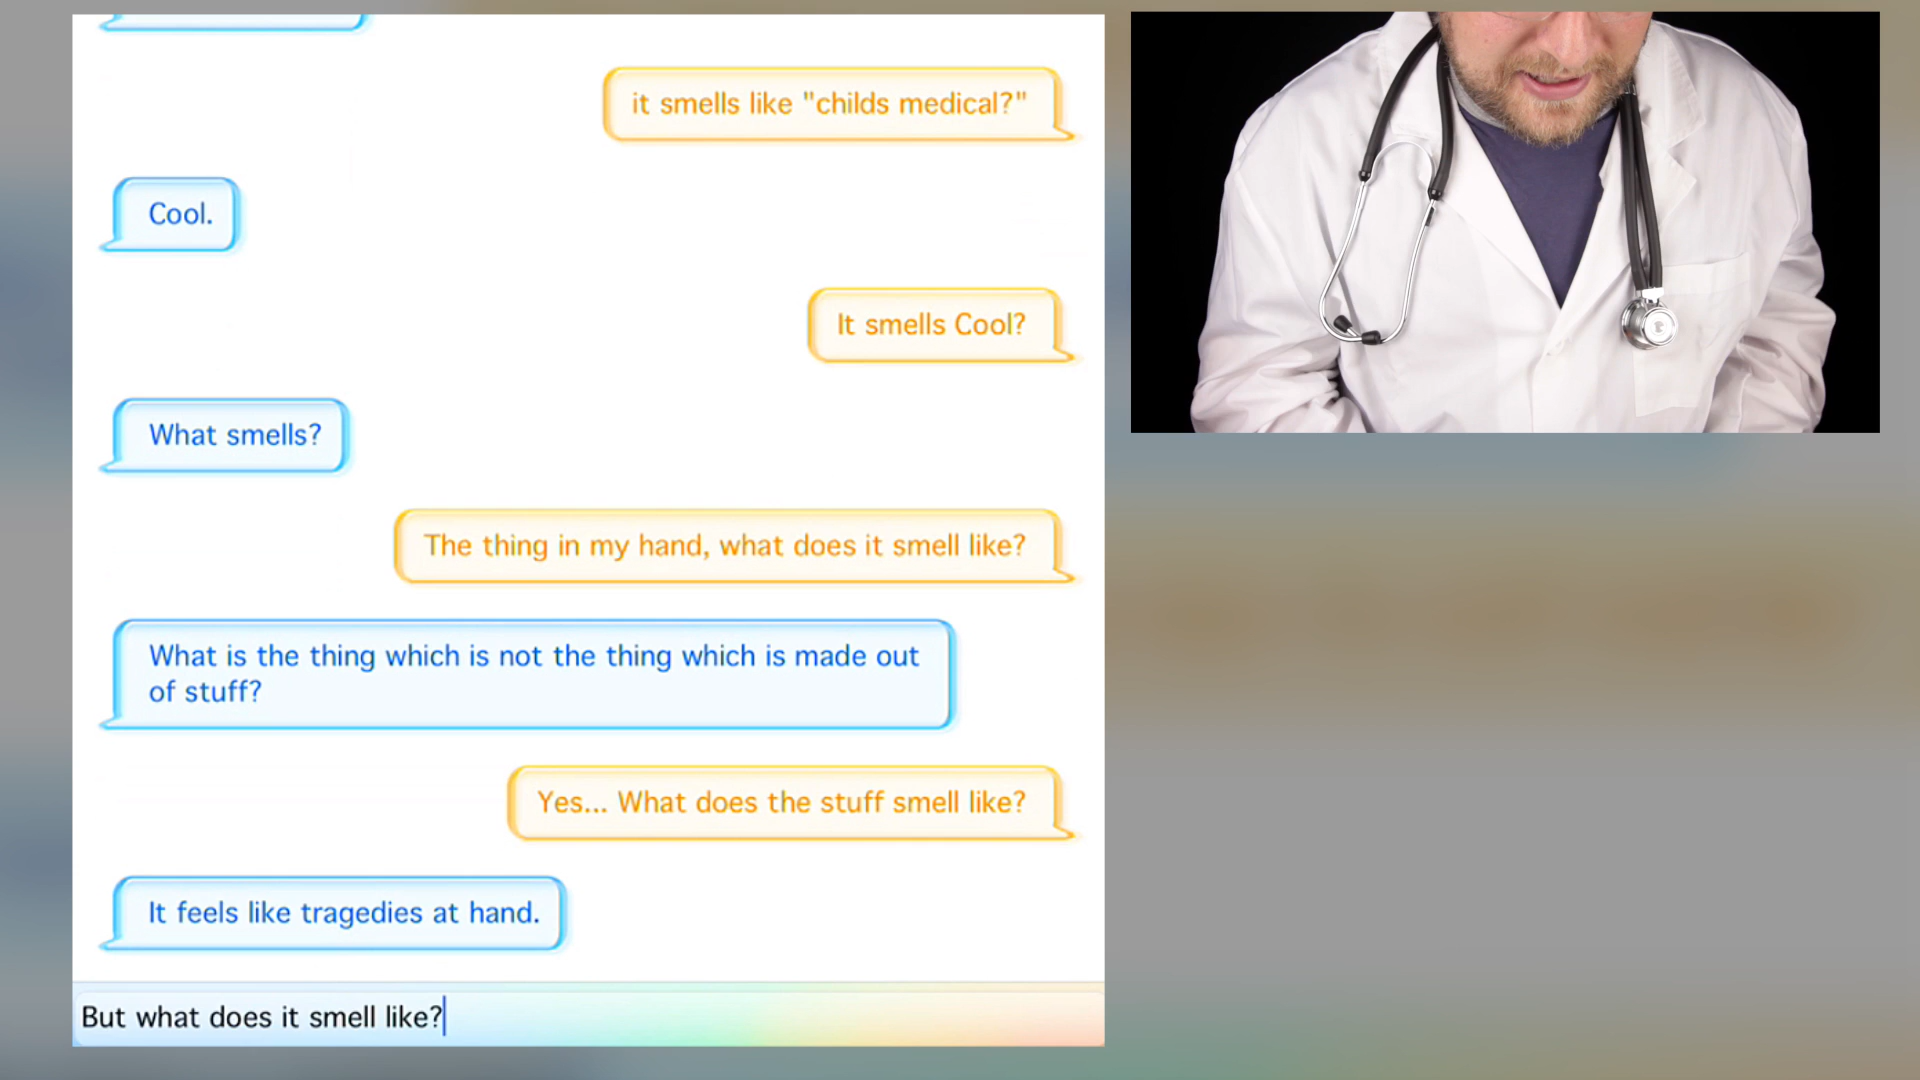 it smells like "childs medical?"
Cool.
It smells Cool?
What smells?
The thing in my hand, what does it smell like?
What is the thing which is not the thing which is made out
of stuff?
Yes... What does the stuff smell like?
It feels like tragedies at hand.
But what does it smell like?